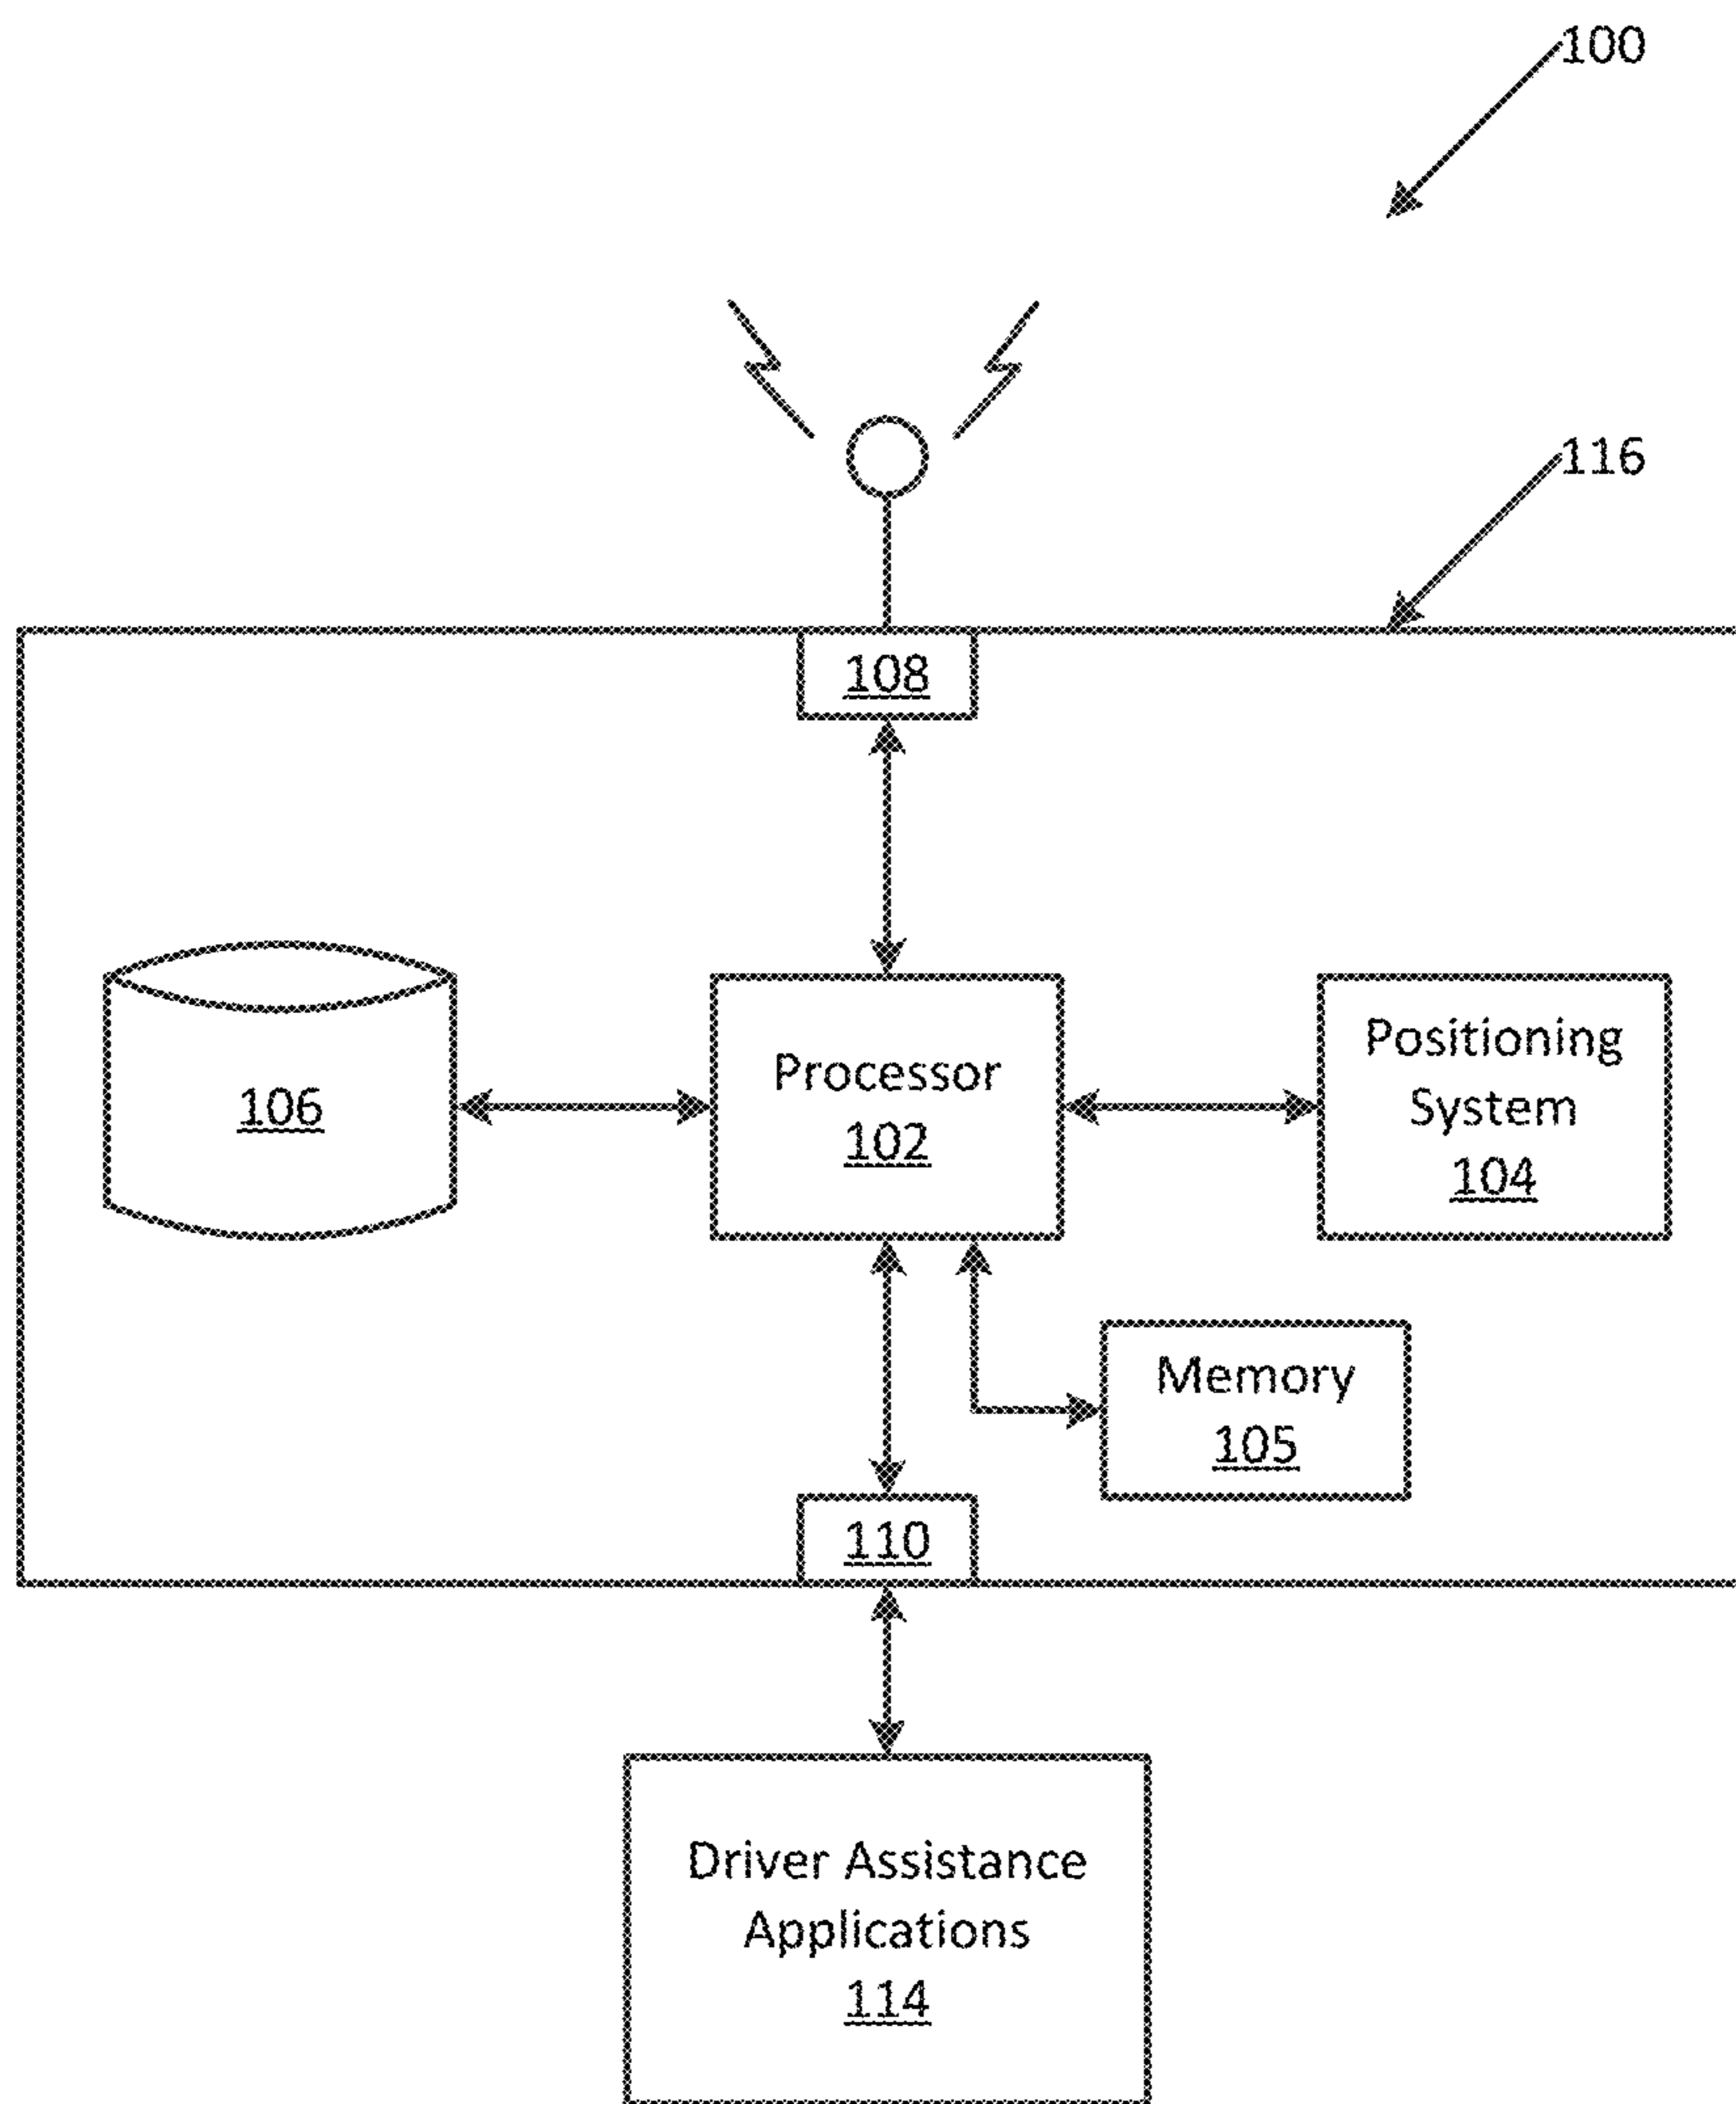 100
116
108
106
Processor
102
Positioning
System
104
Memory
105
110
Driver Assistance
Applications
114